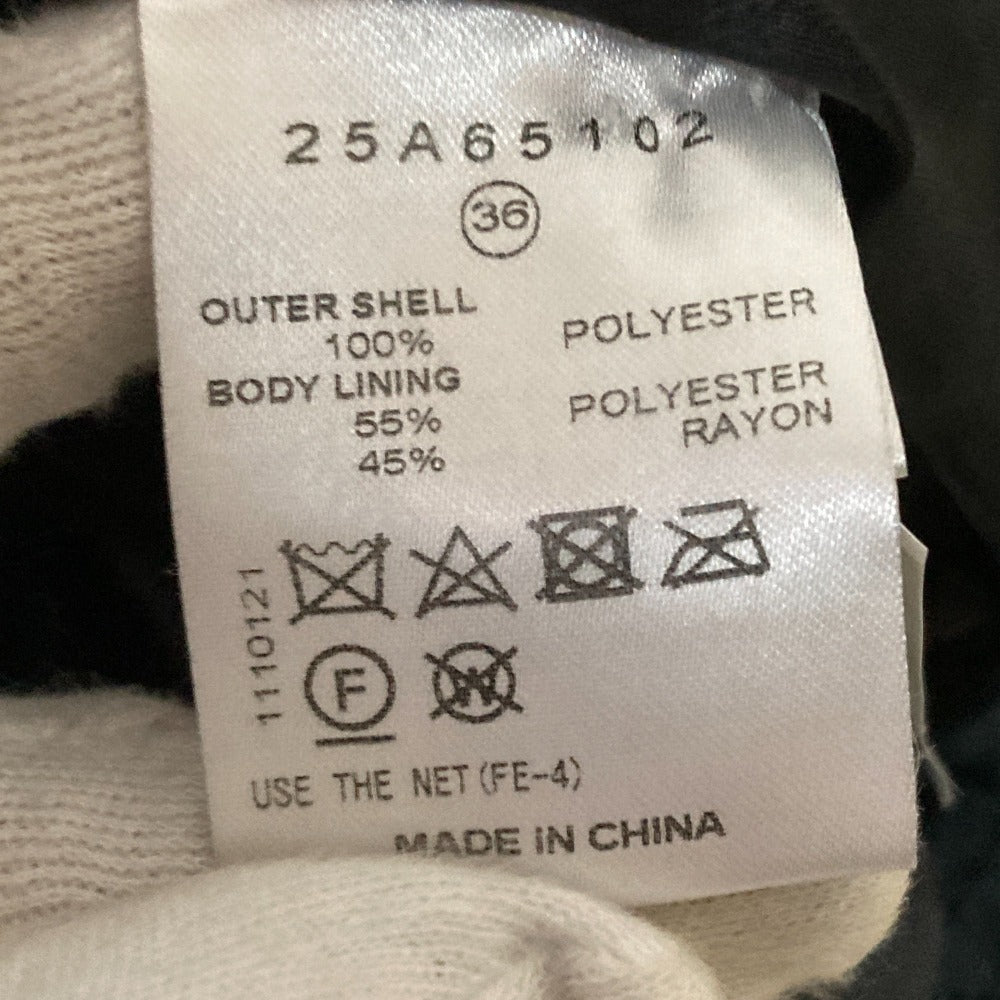 25A65102
36
OUTER SHELL
100% POLYESTER
BODY LINING
55% POLYESTER
45% RAYON
1110121
F
W
USE THE NET (FE-4)
MADE IN CHINA